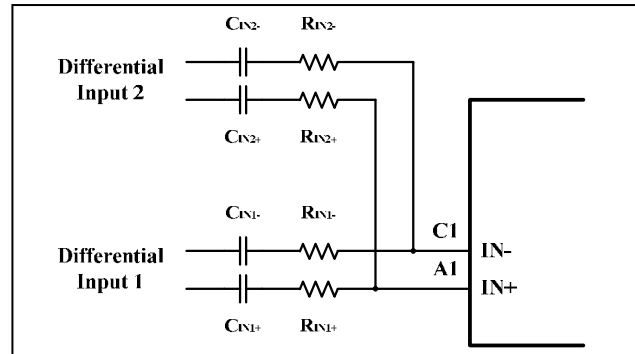 CIN2- RIN2-
Differential
Input 2
CIN2+ RIN2+
CIN1- RIN1-
C1
Differential
Input 1
IN-
A1
IN+
CIN1+ RIN1+